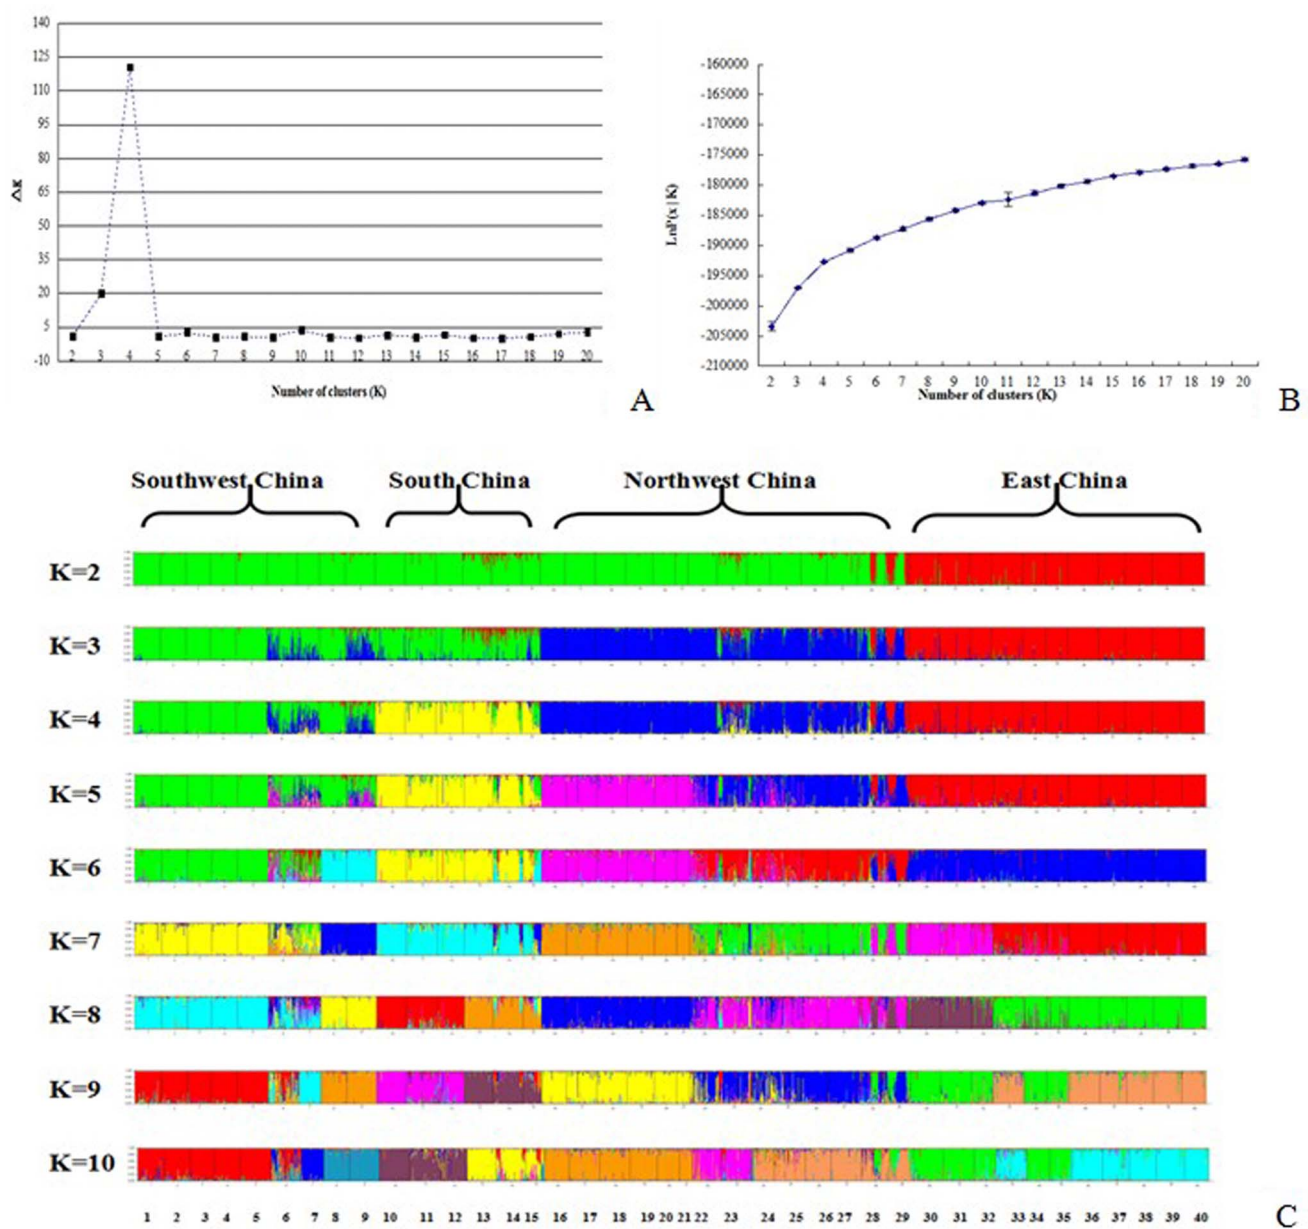 140
125
110
95
80
65
50
35
20
5
-10
ΔK
2 3 4 5 6 7 8 9 10 11 12 13 14 15 16 17 18 19 20
Number of clusters (K)
A
-160000
-165000
-170000
-175000
-180000
-185000
-190000
-195000
-200000
-205000
-210000
LnP(x | K)
2 3 4 5 6 7 8 9 10 11 12 13 14 15 16 17 18 19 20
Number of clusters (K)
B
Southwest China South China Northwest China East China
K=2
K=3
K=4
K=5
K=6
K=7
K=8
K=9
K=10
1 2 3 4 5 6 7 8 9 10 11 12 13 14 15 16 17 18 19 20 21 22 23 24 25 26 27 28 29 30 31 32 33 34 35 36 37 38 39 40
C